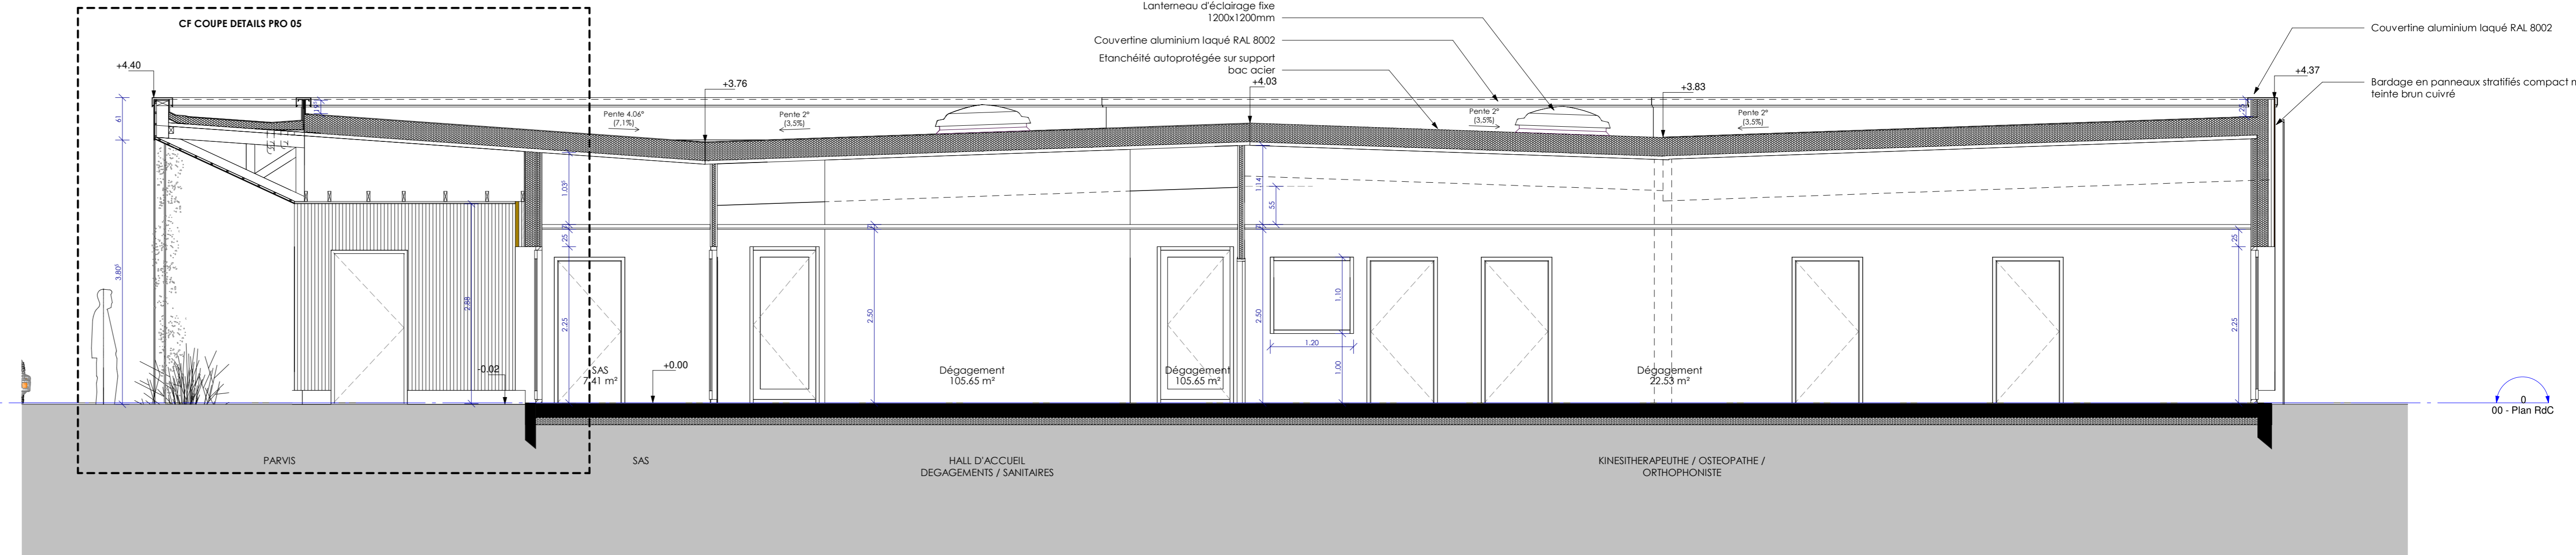 CF COUPE DETAILS PRO 05
Lanterneau d'éclairage fixe
1200x1200mm
Couvertine aluminium laqué RAL 8002
Etanchéité autoprotégée sur support
bac acier
Couvertine aluminium laqué RAL 8002
Bardage en panneaux stratifiés compact
teinte brun cuivré
+4.40
+3.76
+4.03
+3.83
+4.37
Pente 4.06°
(7,1%)
Pente 2°
(3,5%)
Pente 2°
(3,5%)
Pente 2°
(3,5%)
61
3.80⁵
2.88
1.03⁵
25
2.25
2.50
1.14
55
2.50
1.10
1.20
1.00
25
25
2.25
-0.02
+0.00
SAS
7.41 m²
Dégagement
105.65 m²
Dégagement
105.65 m²
Dégagement
22.53 m²
0
00 - Plan RdC
PARVIS
SAS
HALL D'ACCUEIL
DEGAGEMENTS / SANITAIRES
KINESITHERAPEUTHE / OSTEOPATHE /
ORTHOPHONISTE